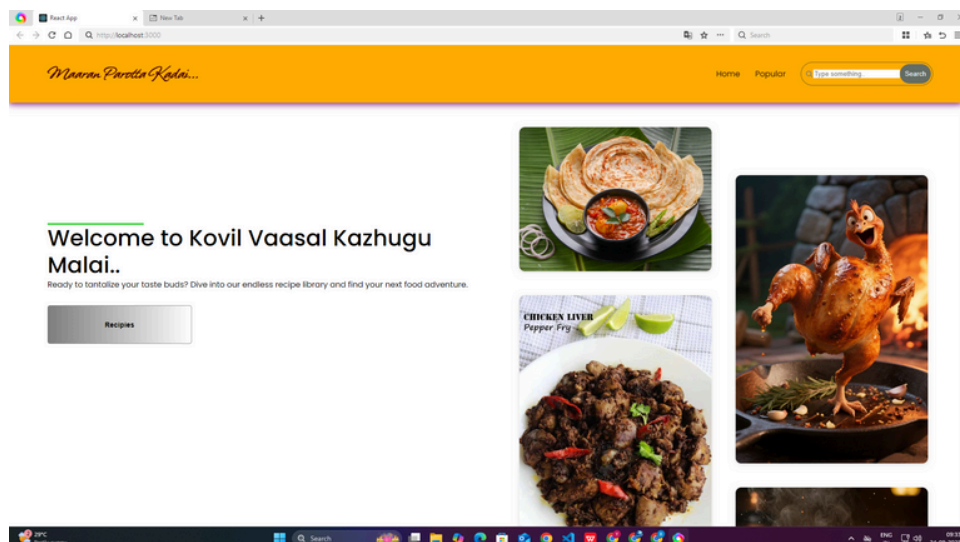 React App
New Tab
http://localhost:3000
Search
Maaran Parotta Kadai...
Home
Popular
Type something...
Search
Welcome to Kovil Vaasal Kazhugu
Malai..
Ready to tantalize your taste buds? Dive into our endless recipe library and find your next food adventure.
Recipies
CHICKEN LIVER
Pepper Fry
29°C
Search
ENG